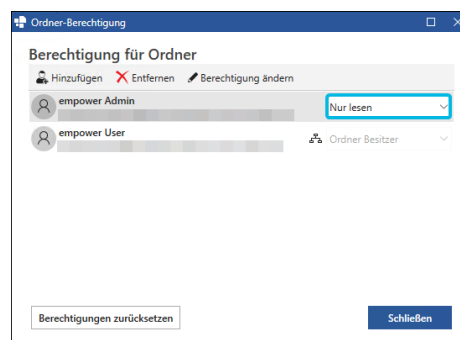 Ordner-Berechtigung
Berechtigung für Ordner
Hinzufügen Entfernen Berechtigung ändern
empower Admin
Nur lesen
empower User
Ordner Besitzer
Berechtigungen zurücksetzen
Schließen